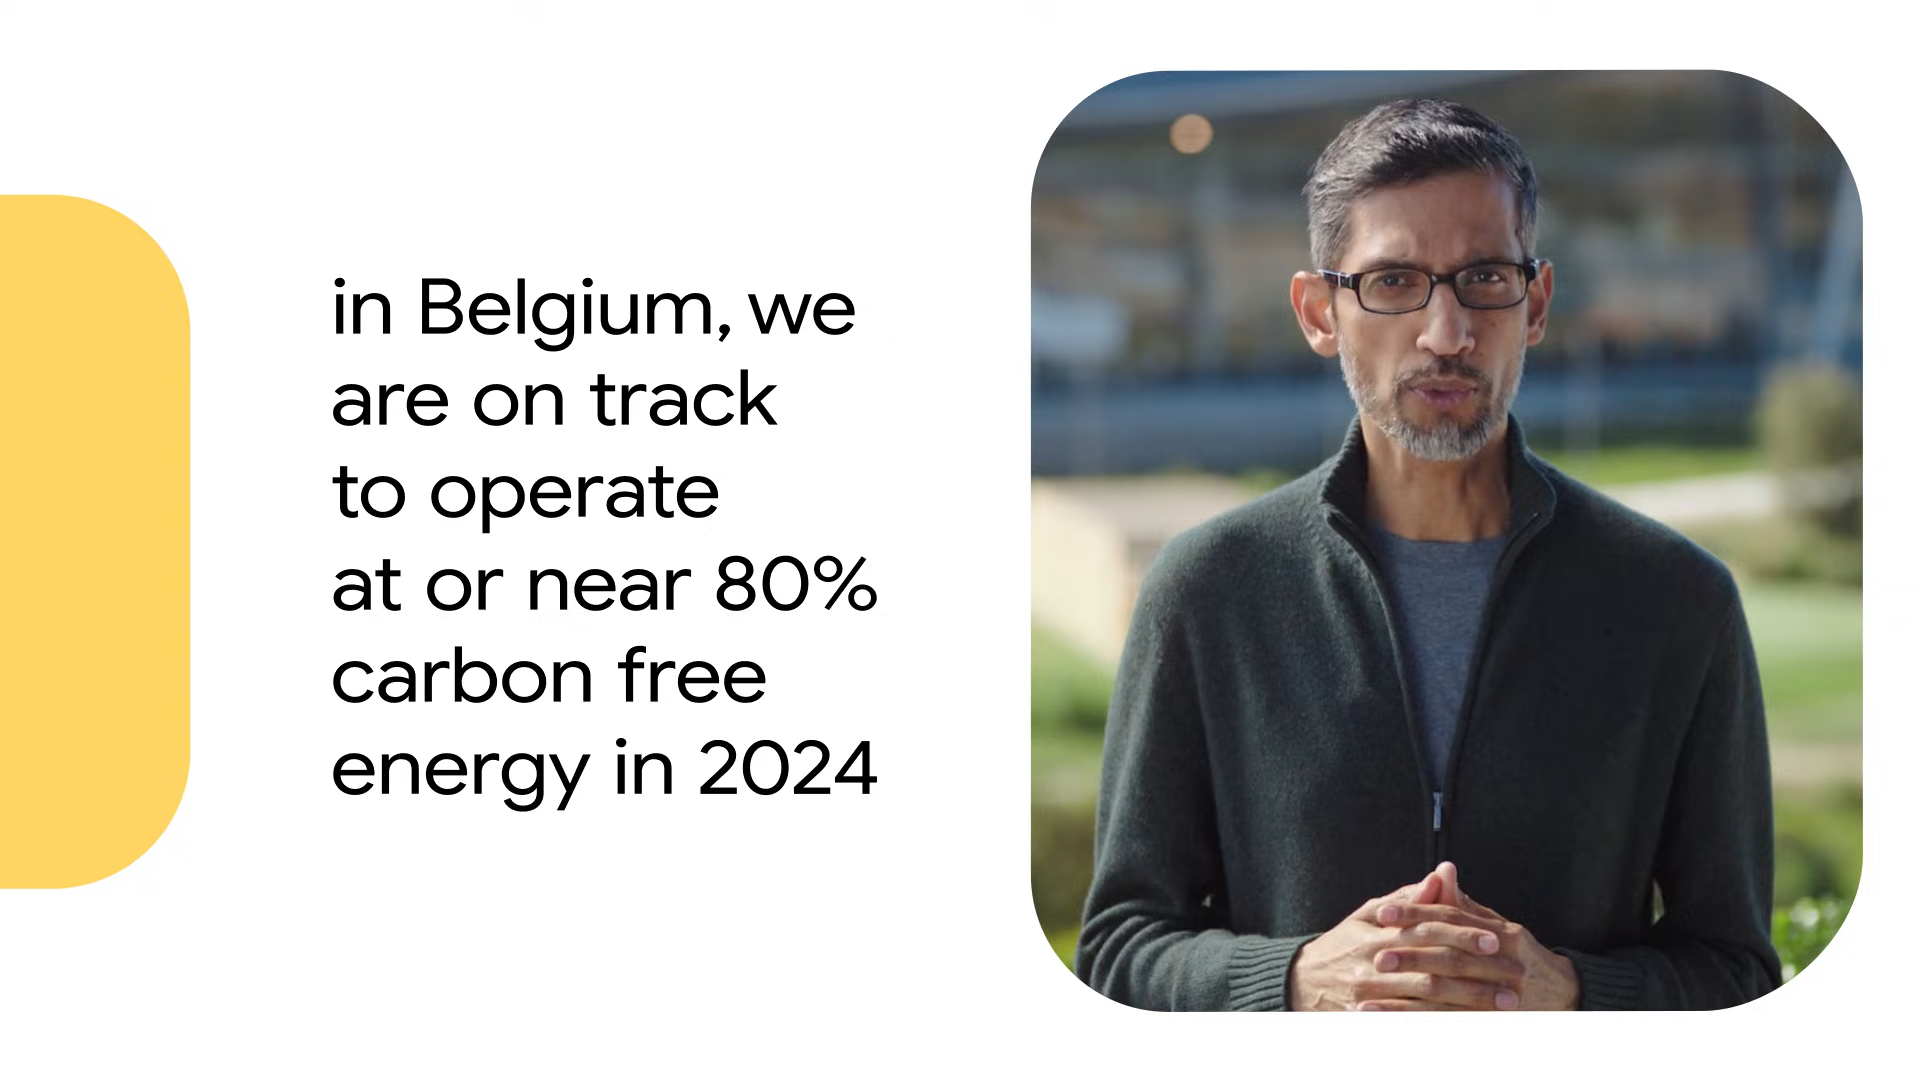 in Belgium, we
are on track
to operate
at or near 80%
carbon free
energy in 2024